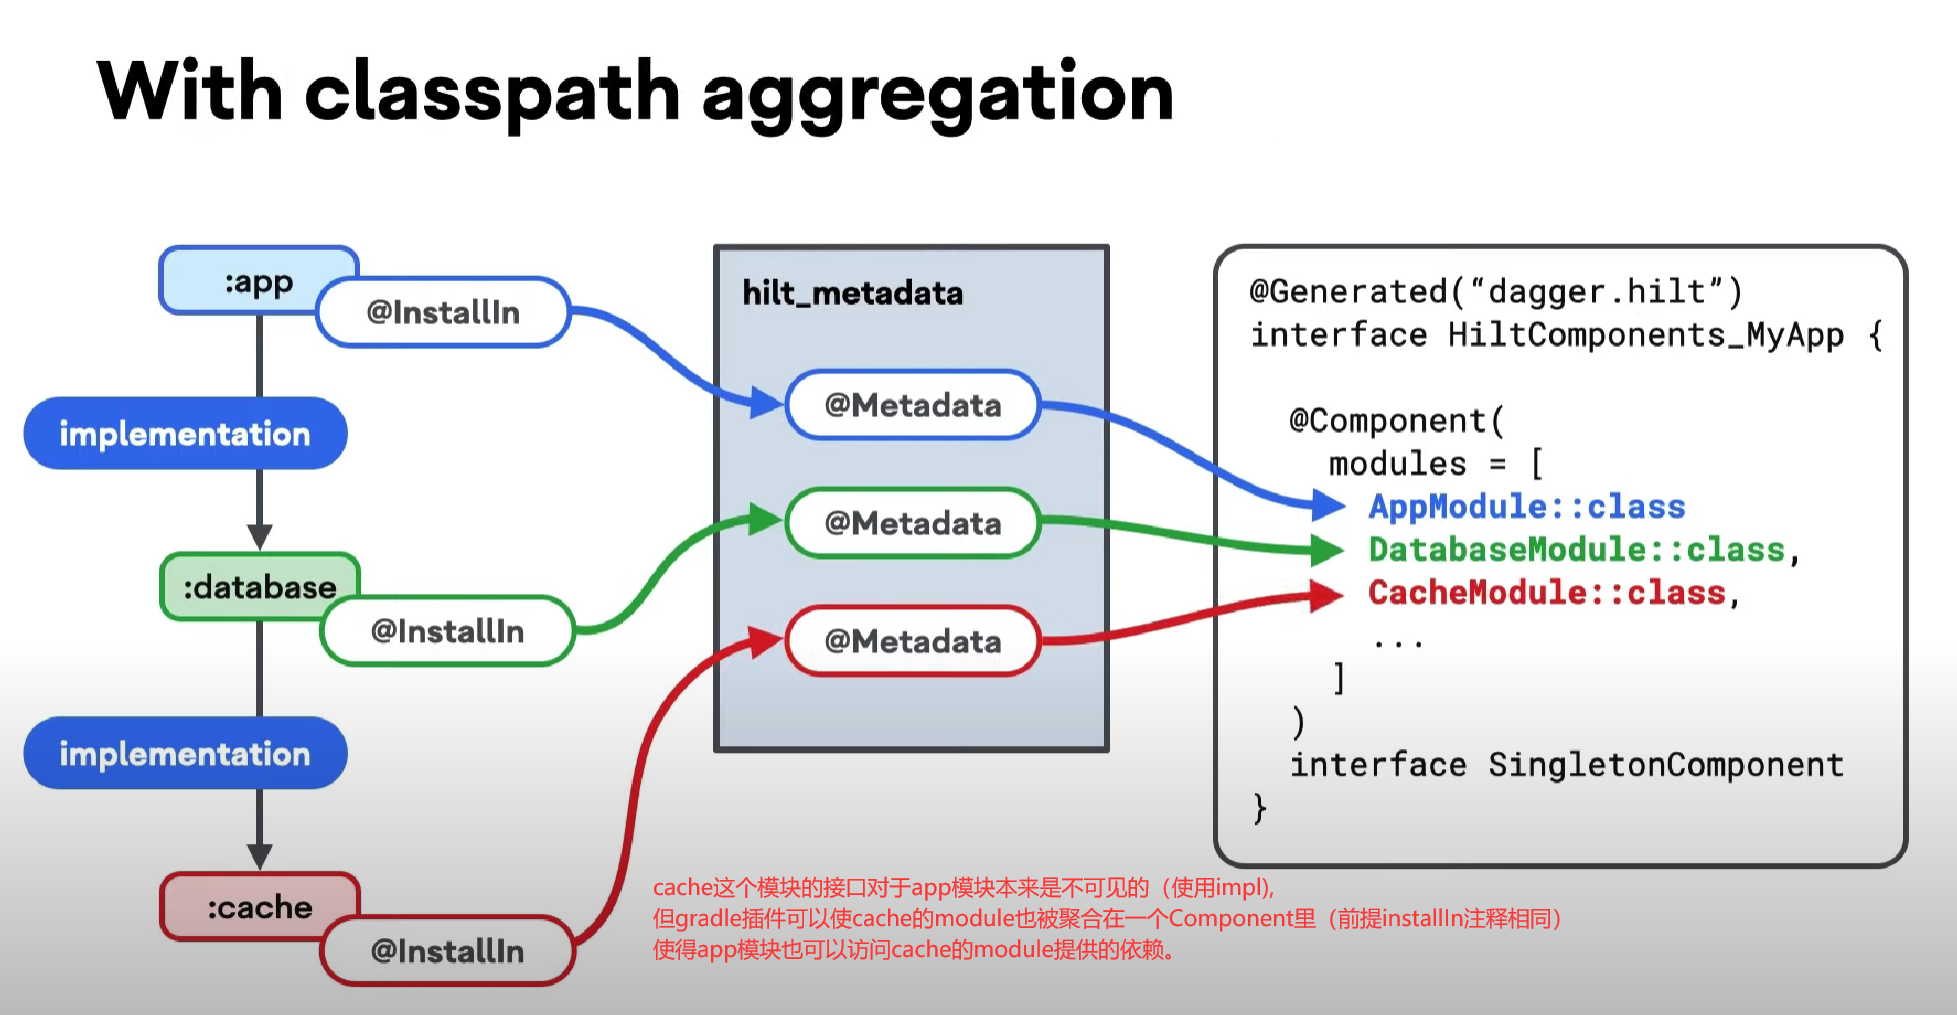 With classpath aggregation
:app
@InstallIn
implementation
:database
@InstallIn
implementation
:cache
@InstallIn
hilt_metadata
@Metadata
@Metadata
@Metadata
@Generated(“dagger.hilt”)
interface HiltComponents_MyApp {
@Component(
modules = [
AppModule::class
DatabaseModule::class,
CacheModule::class,
...
]
)
interface SingletonComponent
}
cache这个模块的接口对于app模块本来是不可见的（使用impl),
但gradle插件可以使cache的module也被聚合在一个Component里（前提installIn注释相同）
使得app模块也可以访问cache的module提供的依赖。